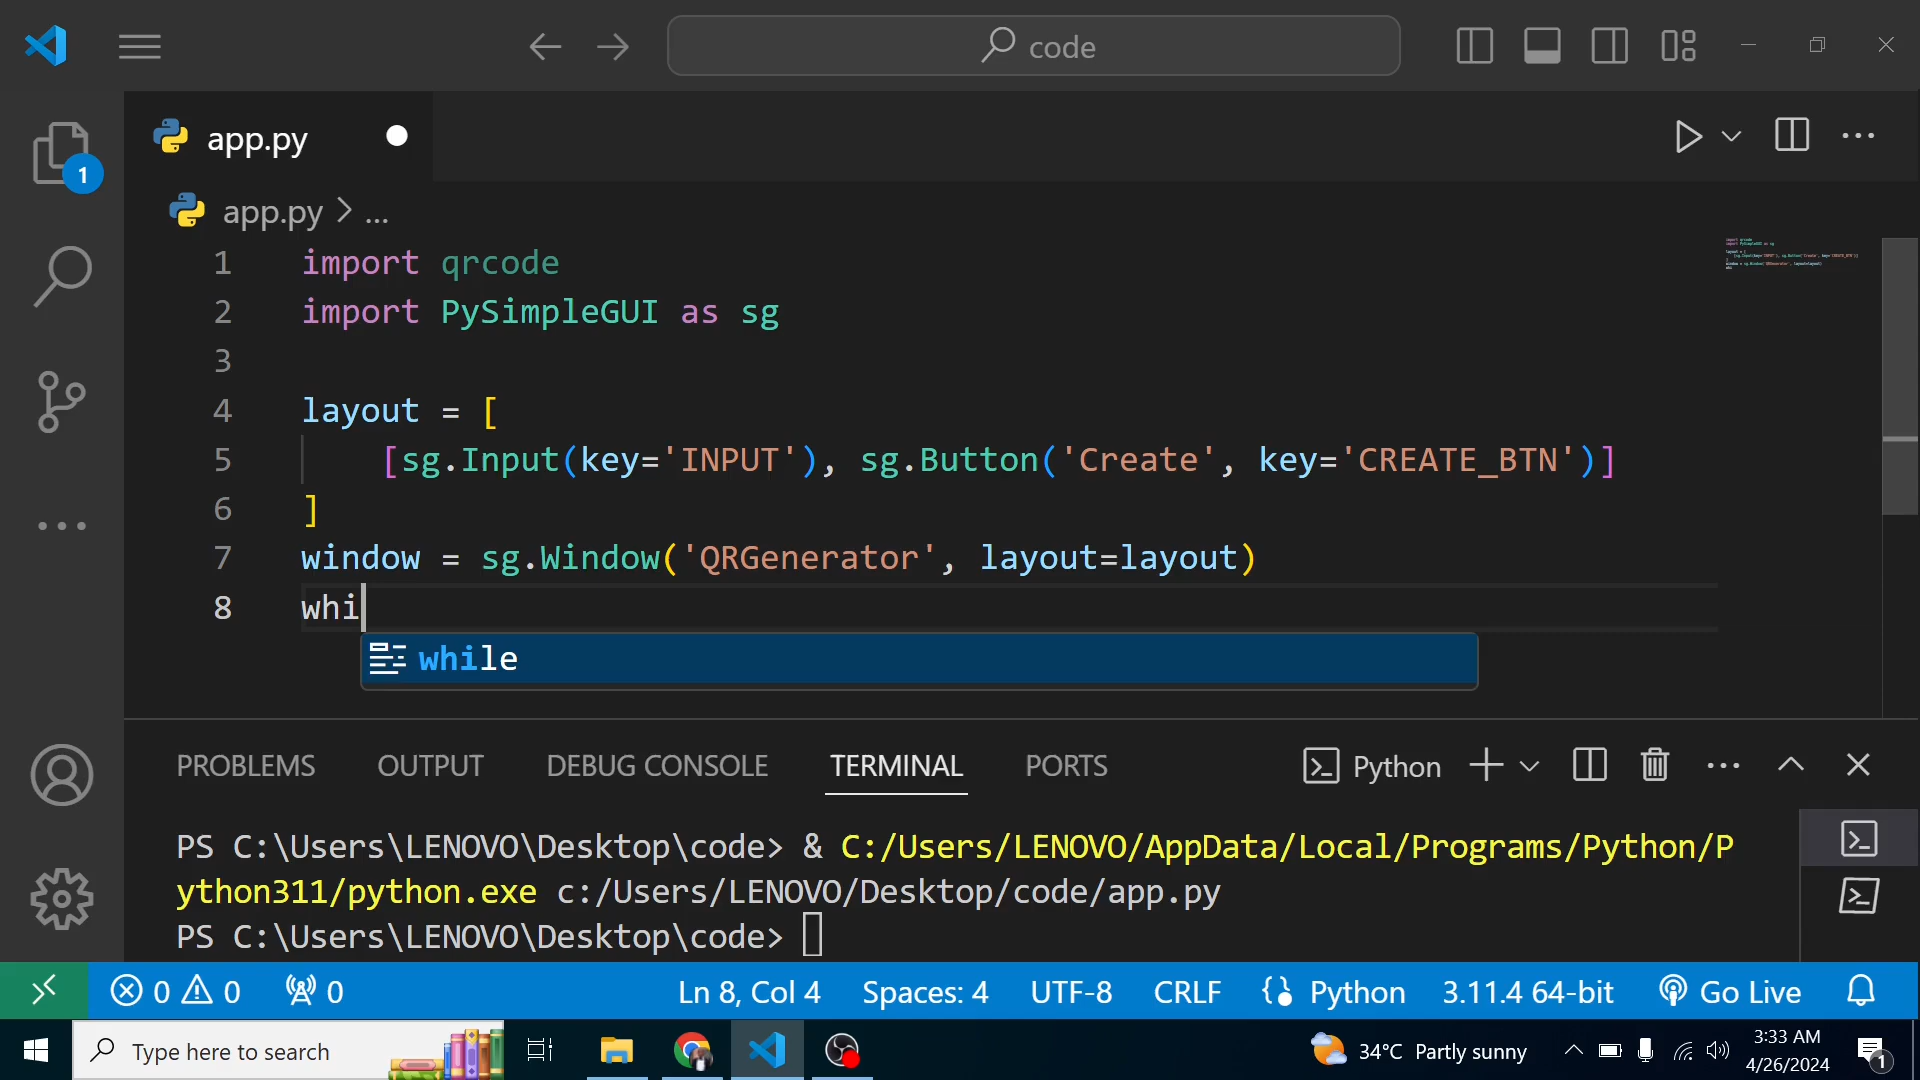 code
app.py
app.py > ...
1 import qrcode
2 import PySimpleGUI as sg
3
4 layout = [
5 [sg.Input(key='INPUT'), sg.Button('Create', key='CREATE_BTN')]
6 ]
7 window = sg.Window('QRGenerator', layout=layout)
8 whi
while
1
PROBLEMS OUTPUT DEBUG CONSOLE TERMINAL PORTS Python
PS C:\Users\LENOVO\Desktop\code> & C:/Users/LENOVO/AppData/Local/Programs/Python/P
ython311/python.exe c:/Users/LENOVO/Desktop/code/app.py
PS C:\Users\LENOVO\Desktop\code>
0 0 0 Ln 8, Col 4 Spaces: 4 UTF-8 CRLF Python 3.11.4 64-bit Go Live
Type here to search 34°C Partly sunny 3:33 AM
4/26/2024 1